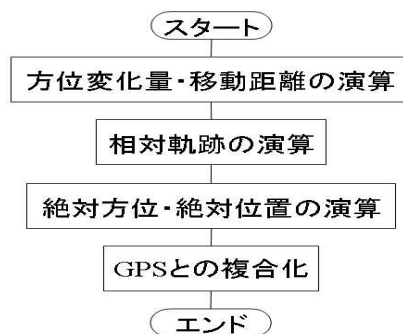 スタート
方位変化量・移動距離の演算
相対軌跡の演算
絶対方位・絶対位置の演算
GPSとの複合化
エンド